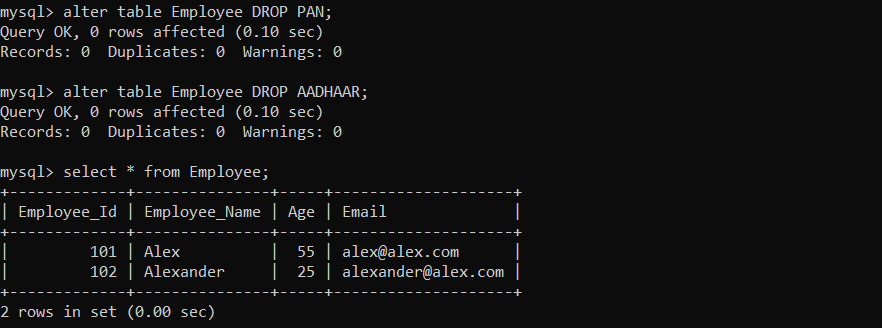 mysql> alter table Employee DROP PAN;
Query OK, 0 rows affected (0.10 sec)
Records: 0  Duplicates: 0  Warnings: 0

mysql> alter table Employee DROP AADHAAR;
Query OK, 0 rows affected (0.10 sec)
Records: 0  Duplicates: 0  Warnings: 0

mysql> select * from Employee;
+-------------+---------------+-----+--------------------+
| Employee_Id | Employee_Name | Age | Email              |
+-------------+---------------+-----+--------------------+
|         101 | Alex          |  55 | alex@alex.com      |
|         102 | Alexander     |  25 | alexander@alex.com |
+-------------+---------------+-----+--------------------+
2 rows in set (0.00 sec)